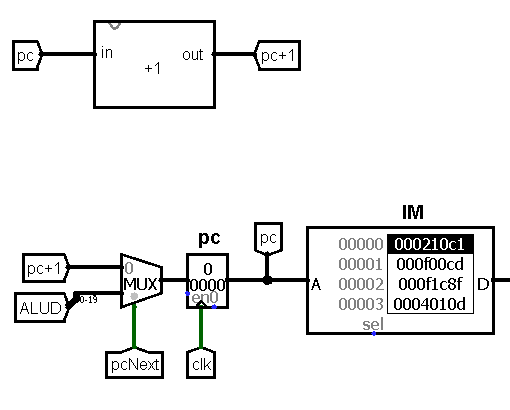 pc
in
+1
out
pc+1
pc+1
ALUD
0-19
0
MUX
pcNext
pc
0
0000
en0
clk
pc
IM
A
00000 000210c1
00001 000f00cd
00002 000f1c8f
00003 0004010d
sel
D